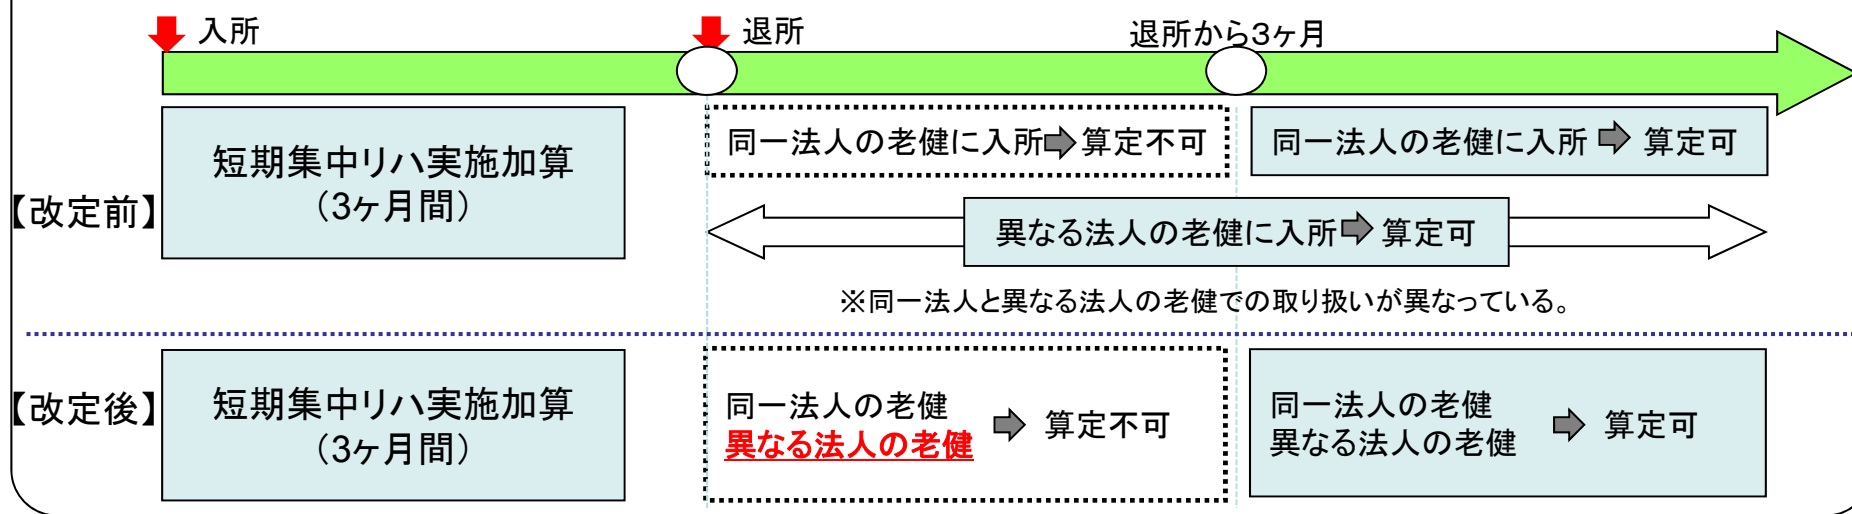 入所
退所
退所から3ヶ月
【改定前】
短期集中リハ実施加算
(3ヶ月間)
同一法人の老健に入所 算定不可
同一法人の老健に入所 算定可
異なる法人の老健に入所 算定可
※同一法人と異なる法人の老健での取り扱いが異なっている。
【改定後】
短期集中リハ実施加算
(3ヶ月間)
同一法人の老健
異なる法人の老健
算定不可
同一法人の老健
異なる法人の老健
算定可